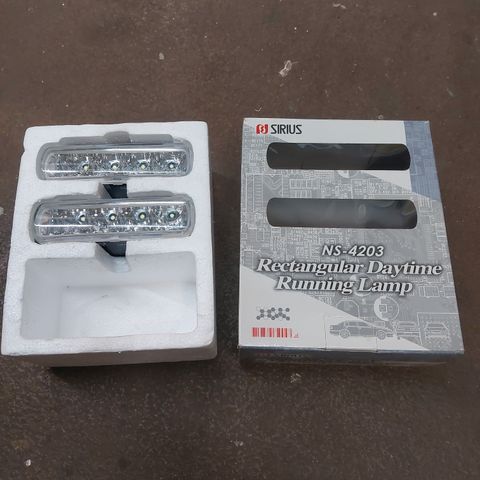 SIRIUS
NS-4203
Rectangular Daytime
Running Lamp